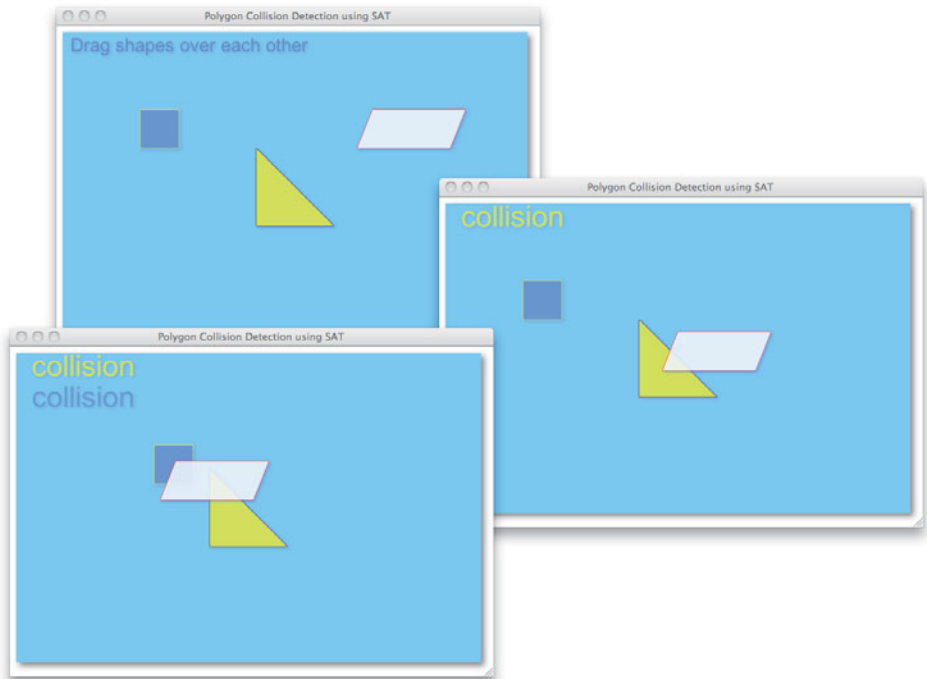 Polygon Collision Detection using SAT
Drag shapes over each other
Polygon Collision Detection using SAT
collision
Polygon Collision Detection using SAT
collision
collision